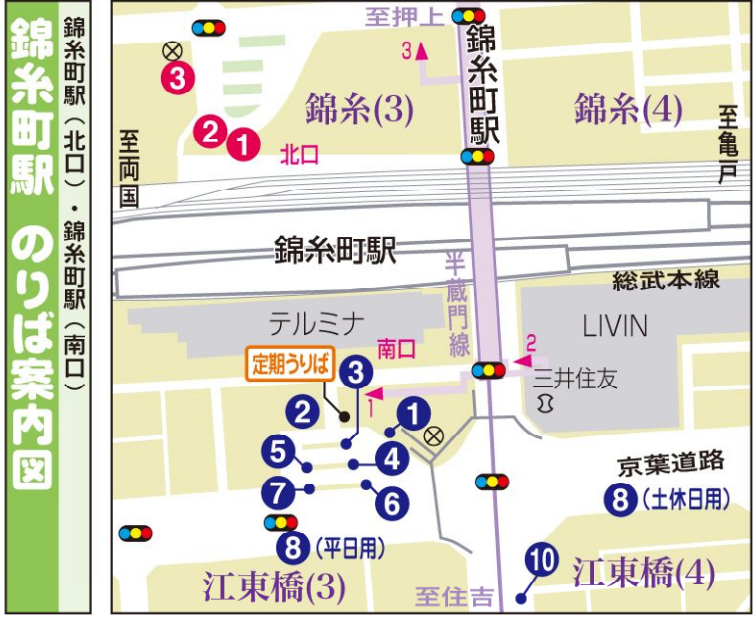 錦糸町駅 のりば案内図
錦糸町駅(北口)・錦糸町駅(南口)
至押上
錦糸町駅
3
3
錦糸(3)
錦糸(4)
2
1
北口
至両国
至亀戸
錦糸町駅
半蔵門線
総武本線
テルミナ
LIVIN
南口
2
定期うりば
3
三井住友
1
2
1
5
4
京葉道路
7
6
8(土休日用)
8(平日用)
10
江東橋(3)
江東橋(4)
至住吉